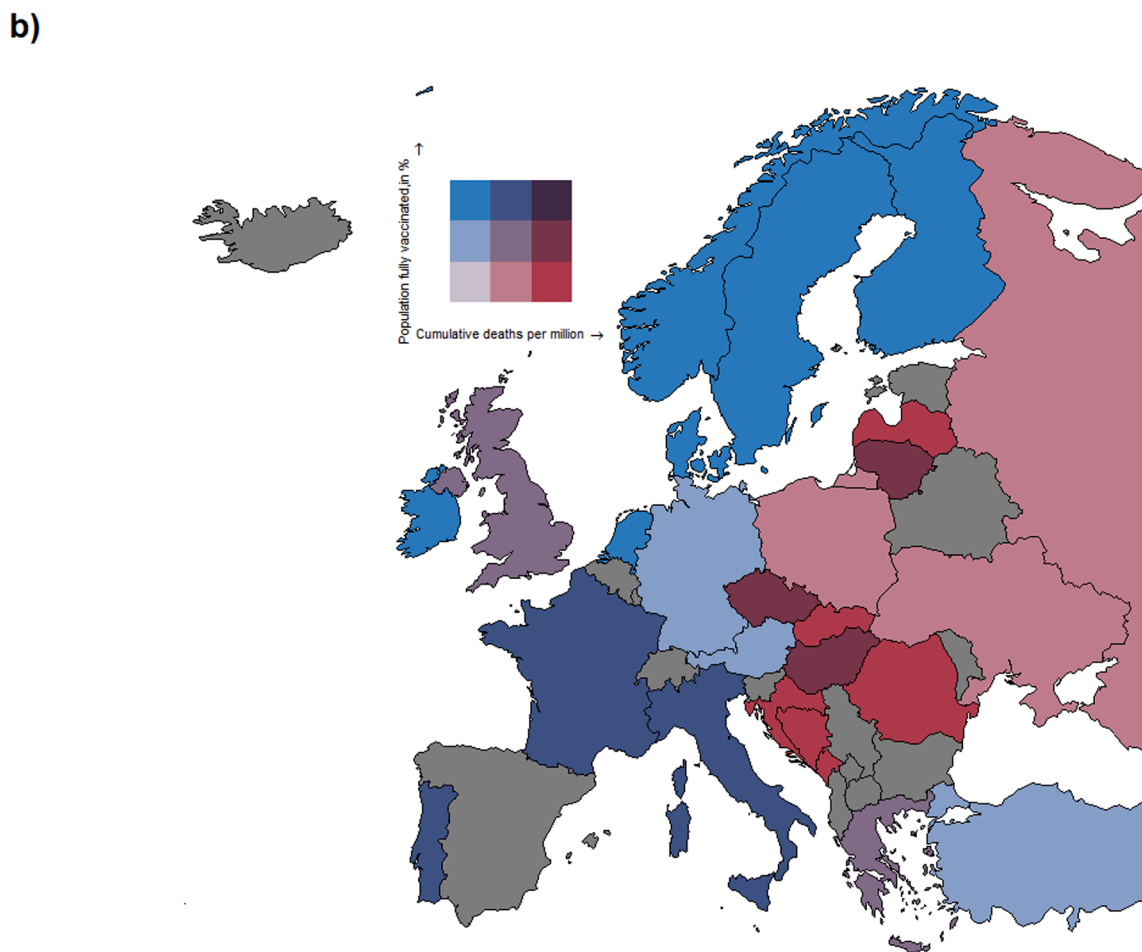 b)
Population fully vaccinated,in % →
Cumulative deaths per million →